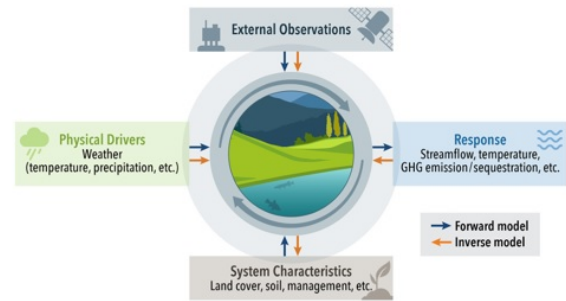 External Observations
Physical Drivers
Weather
(temperature, precipitation, etc.)
Response
Streamflow, temperature,
GHG emission/sequestration, etc.
Forward model
Inverse model
System Characteristics
Land cover, soil, management, etc.